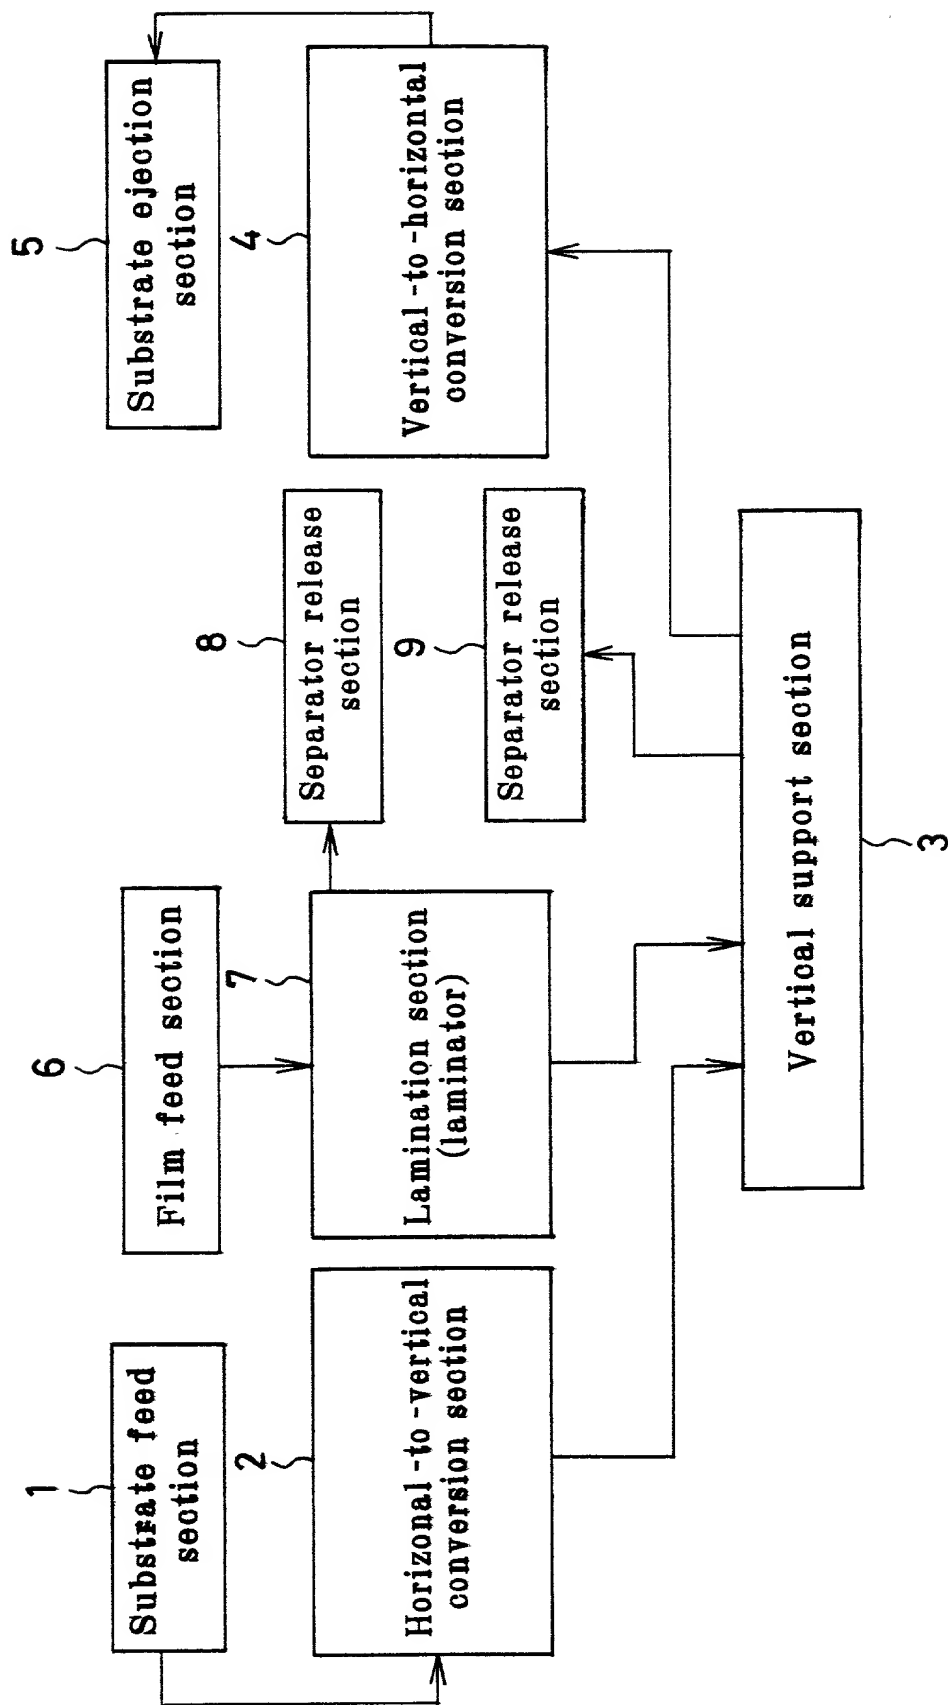 1
Substrate feed
section
2
Horizonal-to-vertical
conversion section
6
Film feed section
7
Lamination section
(laminator)
8
Separator release
section
9
Separator release
section
5
Substrate ejection
section
4
Vertical-to-horizontal
conversion section
Vertical support section
3